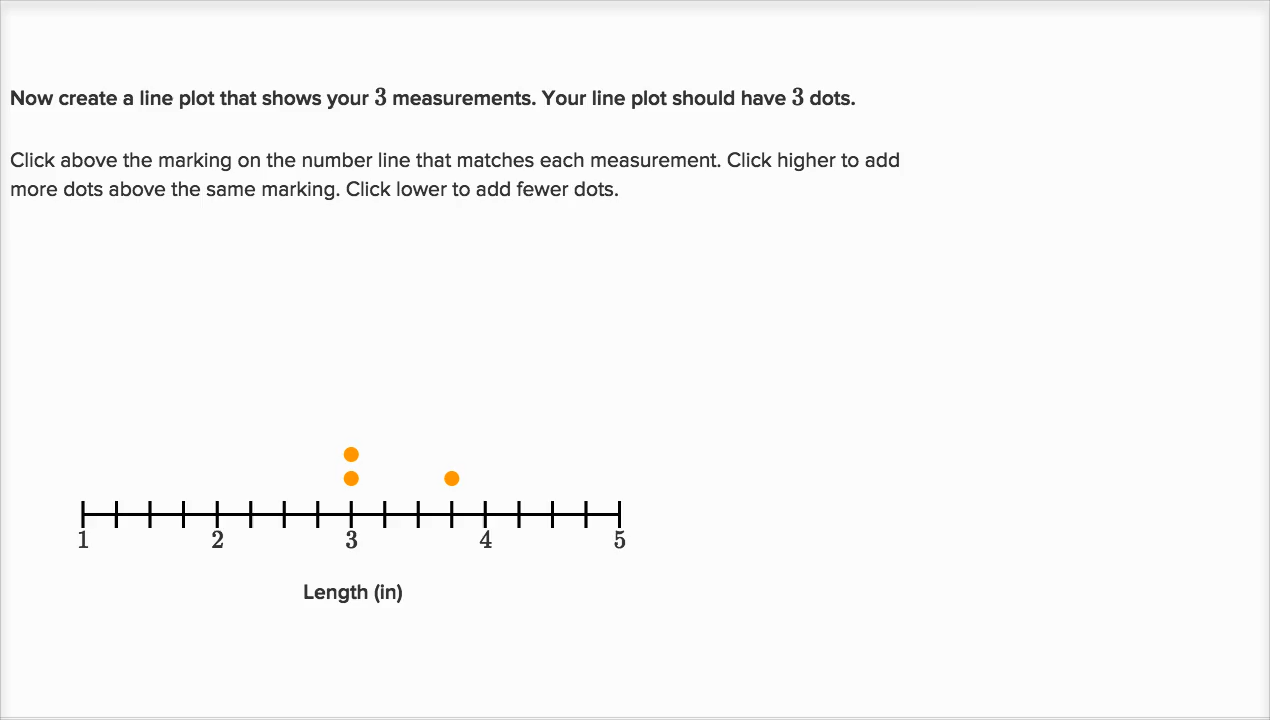 Now create a line plot that shows your 3 measurements. Your line plot should have 3 dots.
Click above the marking on the number line that matches each measurement. Click higher to add
more dots above the same marking. Click lower to add fewer dots.
1 2 3 4 5
Length (in)